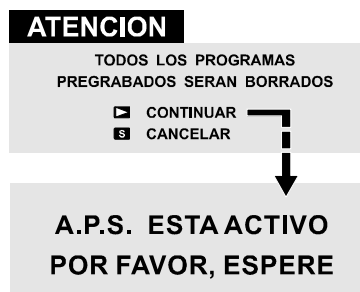 ATENCION
TODOS LOS PROGRAMAS
PREGRABADOS SERAN BORRADOS
CONTINUAR
S CANCELAR
A.P.S. ESTA ACTIVO
POR FAVOR, ESPERE